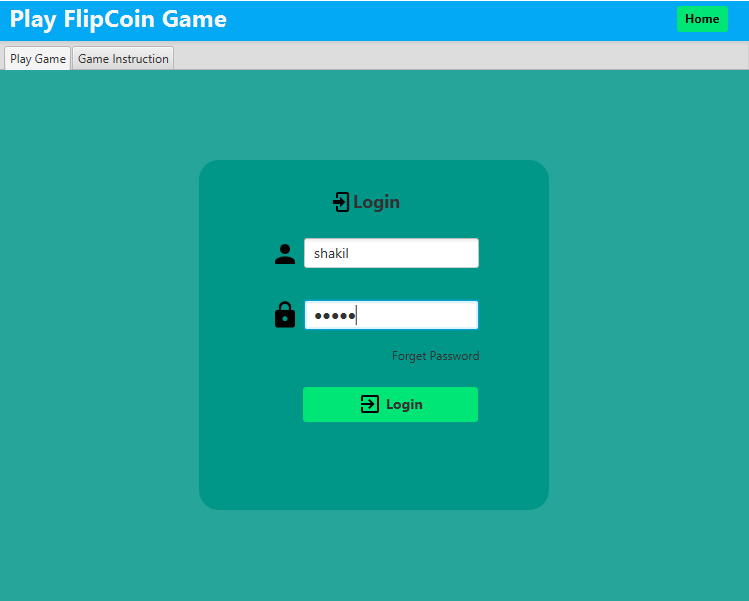 Play FlipCoin Game
Home
Play Game
Game Instruction
Login
shakil
•••••
Forget Password
Login